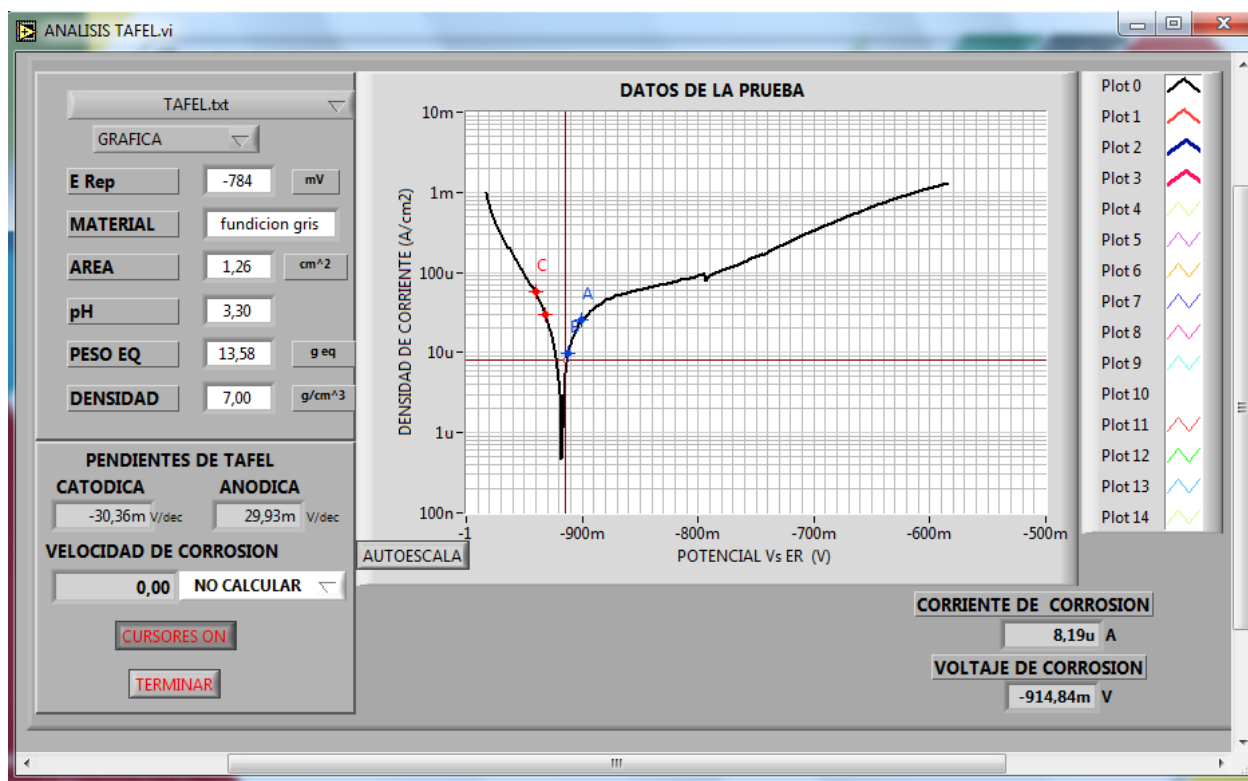 ANALISIS TAFEL.vi
TAFEL.txt
GRAFICA
E Rep -784 mV
MATERIAL fundicion gris
AREA 1,26 cm^2
pH 3,30
PESO EQ 13,58 g eq
DENSIDAD 7,00 g/cm^3
PENDIENTES DE TAFEL
CATODICA ANODICA
-30,36m V/dec 29,93m V/dec
VELOCIDAD DE CORROSION
0,00 NO CALCULAR
CURSORES ON
TERMINAR
DATOS DE LA PRUEBA
DENSIDAD DE CORRIENTE (A/cm2)
10m
1m
100u
10u
1u
100n
C
A
-1 -900m -800m -700m -600m -500m
POTENCIAL Vs ER (V)
AUTOESCALA
Plot 0
Plot 1
Plot 2
Plot 3
Plot 4
Plot 5
Plot 6
Plot 7
Plot 8
Plot 9
Plot 10
Plot 11
Plot 12
Plot 13
Plot 14
CORRIENTE DE CORROSION
8,19u A
VOLTAJE DE CORROSION
-914,84m V